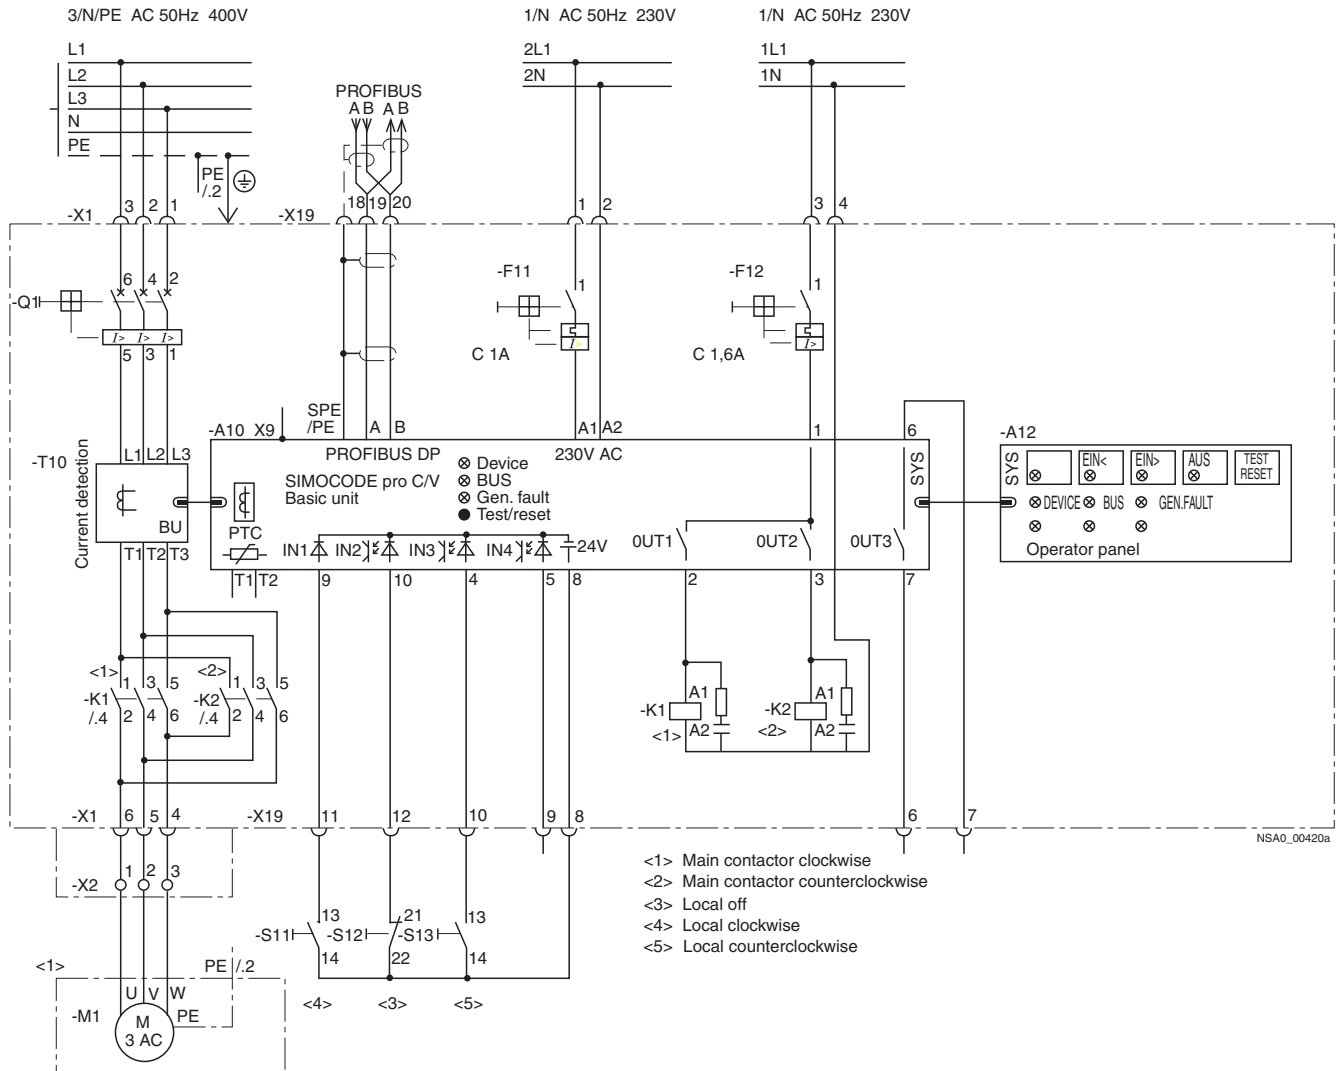 3/N/PE AC 50Hz 400V
1/N AC 50Hz 230V
1/N AC 50Hz 230V
L1
L2
L3
N
PE
2L1
2N
1L1
1N
PROFIBUS
A B A B
PE
/.2
-X1
3 2 1
-X19
18 19 20
1 2
3 4
-Q1
6 4 2
I> I> I>
5 3 1
-F11
1
I>
C 1A
-F12
1
I>
C 1,6A
Current detection
-T10
L1 L2 L3
BU
T1 T2 T3
-A10 X9
SPE
/PE
A B
A1 A2
1
6
PROFIBUS DP
230V AC
SIMOCODE pro C/V
Basic unit
Device
BUS
Gen. fault
Test/reset
SYS
PTC
IN1 IN2 IN3 IN4 24V
0UT1 0UT2 0UT3
T1 T2
9 10 4 5 8
2 3 7
-A12
SYS
EIN< EIN> AUS TEST
RESET
DEVICE BUS GEN.FAULT
Operator panel
<1> <2>
-K1
/.4
1 3 5
2 4 6
-K2
/.4
1 3 5
2 4 6
-K1
<1>
A1
A2
-K2
<2>
A1
A2
-X1
6 5 4
-X19
11 12 10 9 8
6 7
NSA0_00420a
-X2
1 2 3
<1> Main contactor clockwise
<2> Main contactor counterclockwise
<3> Local off
<4> Local clockwise
<5> Local counterclockwise
-S11
13
14
-S12
21
22
-S13
13
14
<4> <3> <5>
<1>
PE /.2
U V W
-M1
M
3 AC
PE